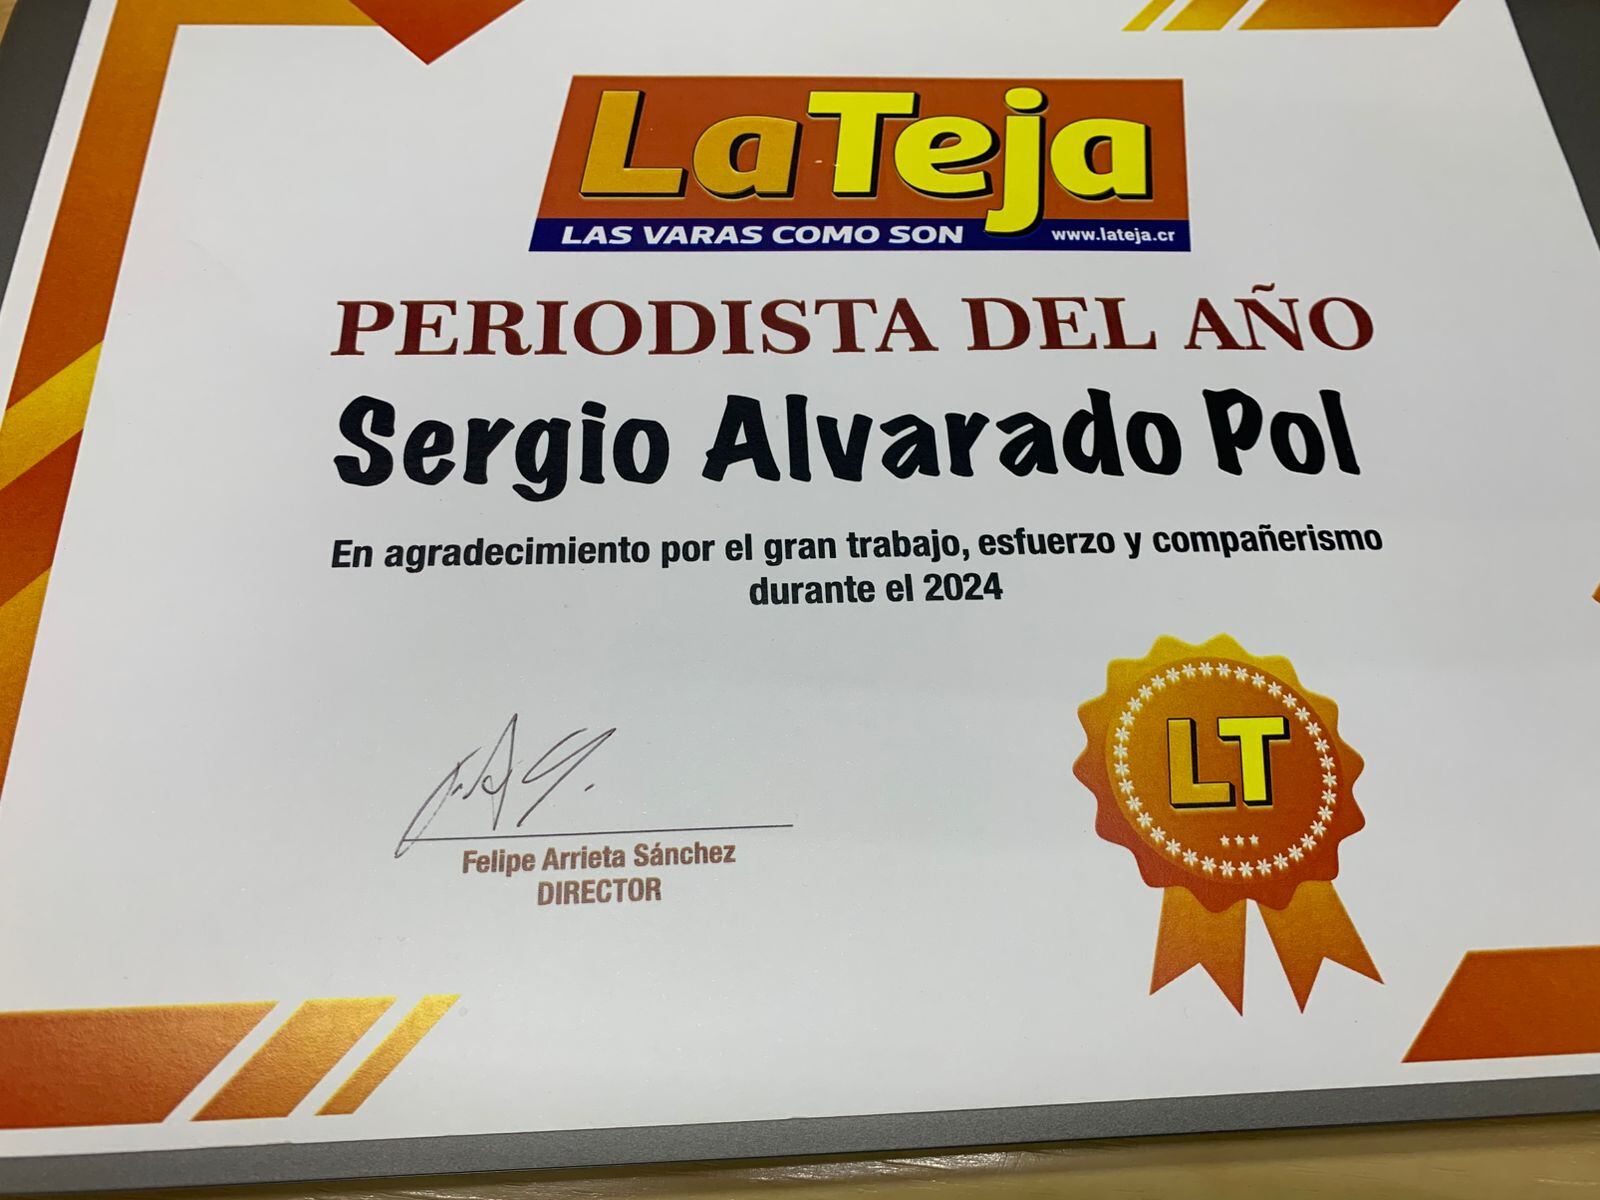 LaTeja
LAS VARAS COMO SON www.lateja.cr
PERIODISTA DEL AÑO
Sergio Alvarado Pol
En agradecimiento por el gran trabajo, esfuerzo y compañerismo
durante el 2024
LT
F.A.S.
Felipe Arrieta Sánchez
DIRECTOR